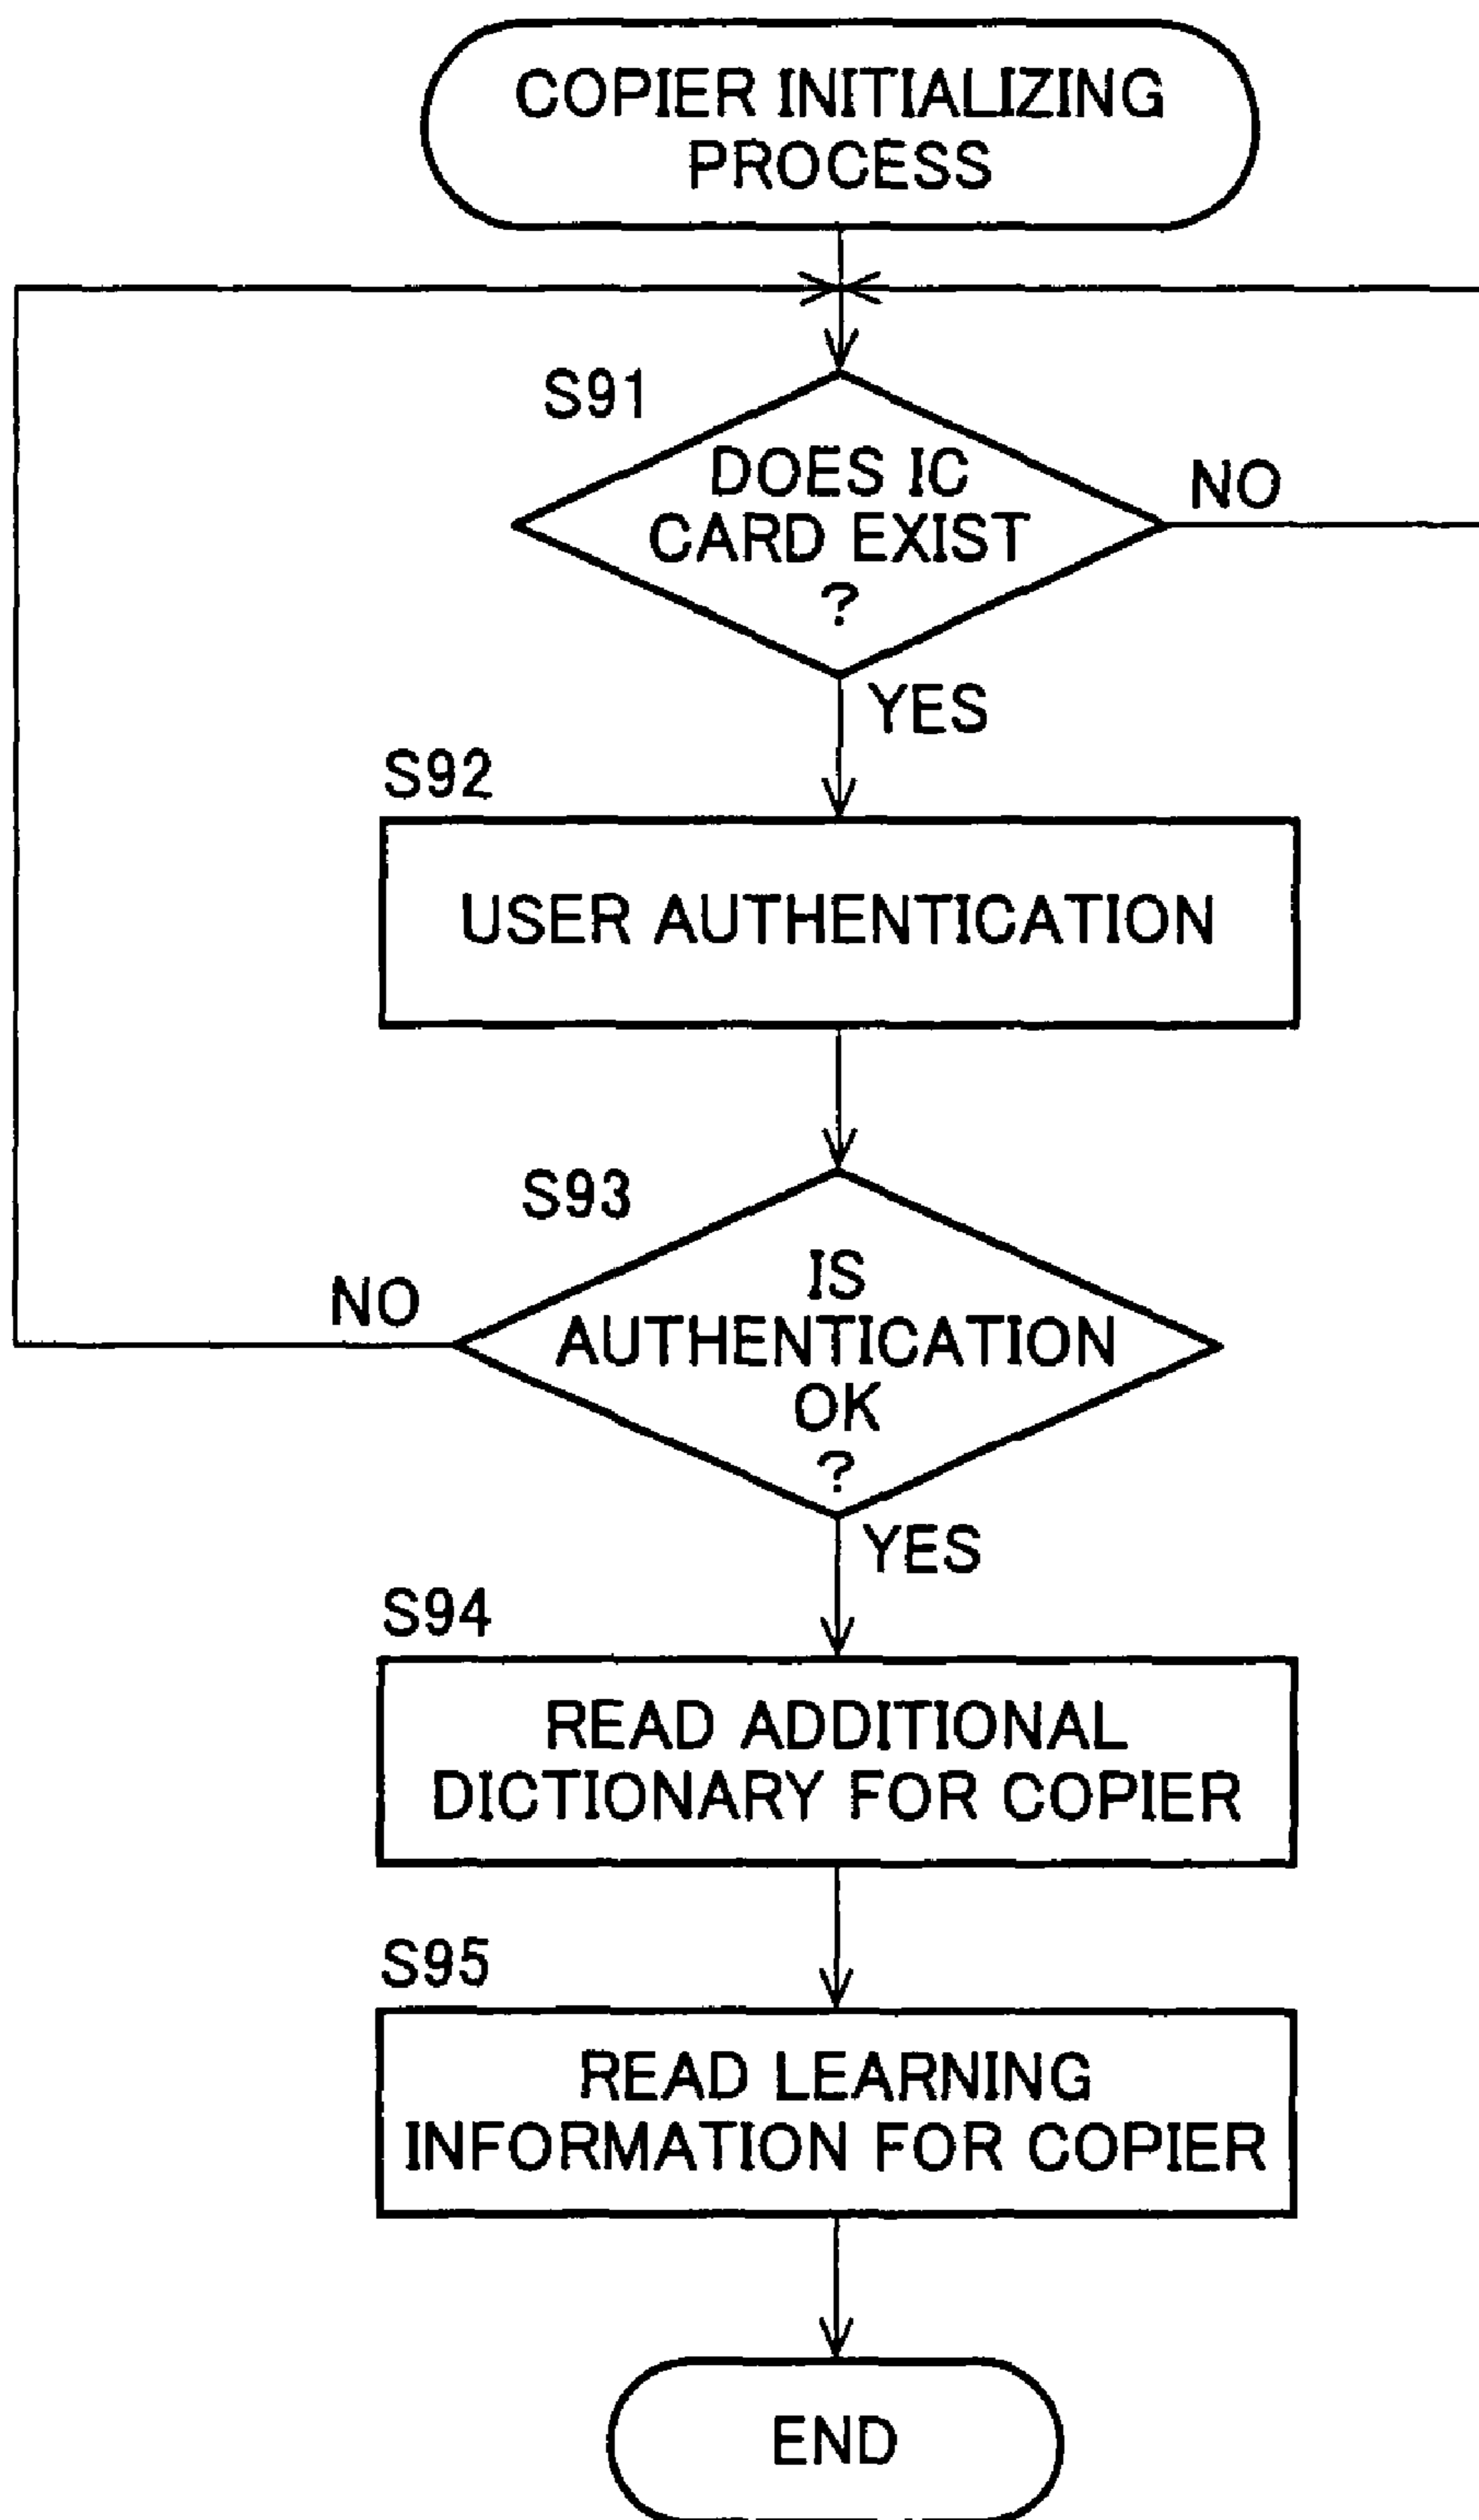 COPIER INITIALIZING
PROCESS
S91
DOES IC
CARD EXIST
?
NO
YES
S92
USER AUTHENTICATION
S93
IS
AUTHENTICATION
OK
?
NO
YES
S94
READ ADDITIONAL
DICTIONARY FOR COPIER
S95
READ LEARNING
INFORMATION FOR COPIER
END